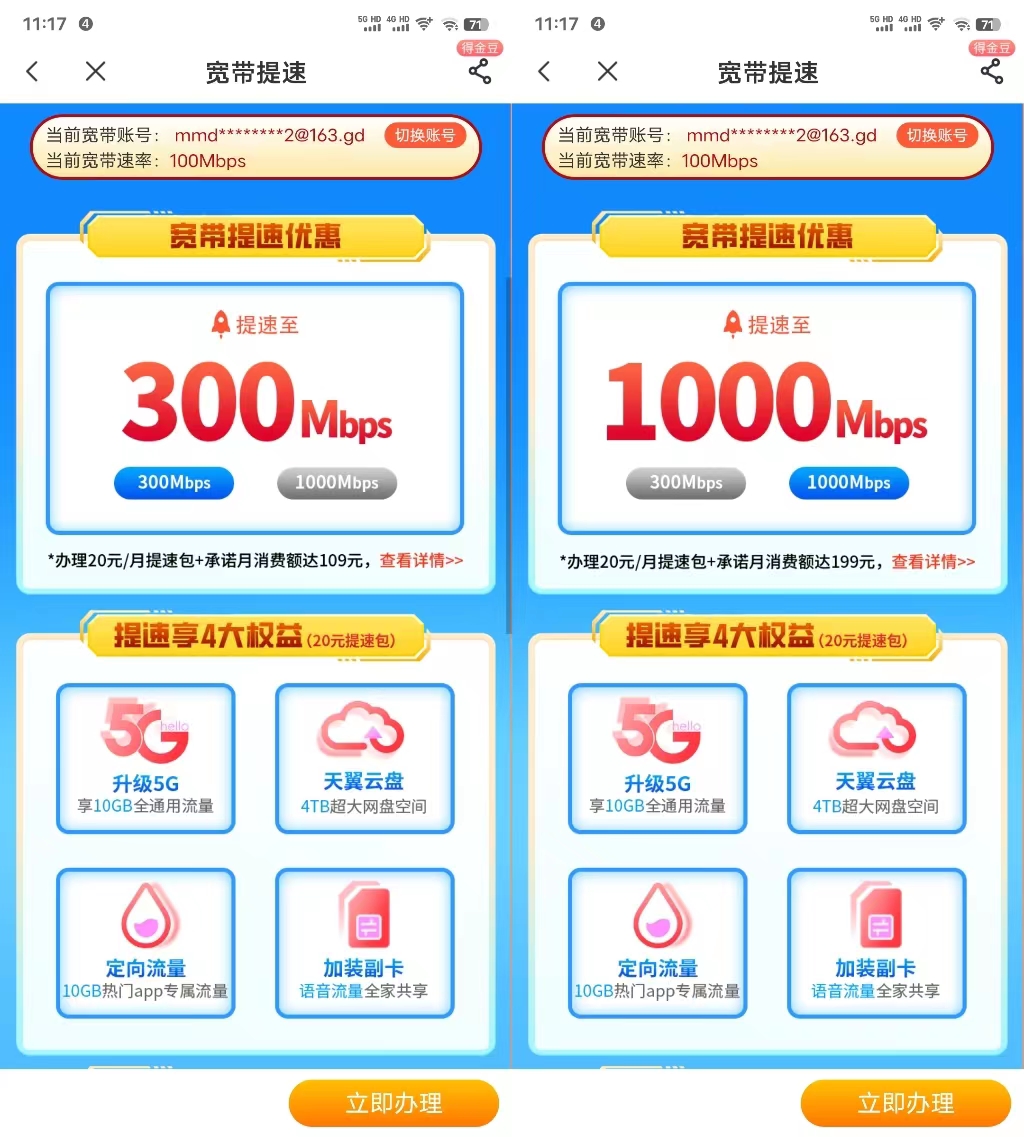 11:17 4 5G HD 4G HD 71
得金豆
宽带提速
当前宽带账号： mmd********2@163.gd 切换账号
当前宽带速率：100Mbps
宽带提速优惠
提速至
300Mbps
300Mbps 1000Mbps
*办理20元/月提速包+承诺月消费额达109元，查看详情>>
提速享4大权益(20元提速包)
5G hello
升级5G
享10GB全通用流量
天翼云盘
4TB超大网盘空间
定向流量
10GB热门app专属流量
加装副卡
语音流量全家共享
立即办理
11:17 4 5G HD 4G HD 71
得金豆
宽带提速
当前宽带账号： mmd********2@163.gd 切换账号
当前宽带速率：100Mbps
宽带提速优惠
提速至
1000Mbps
300Mbps 1000Mbps
*办理20元/月提速包+承诺月消费额达199元，查看详情>>
提速享4大权益(20元提速包)
5G hello
升级5G
享10GB全通用流量
天翼云盘
4TB超大网盘空间
定向流量
10GB热门app专属流量
加装副卡
语音流量全家共享
立即办理